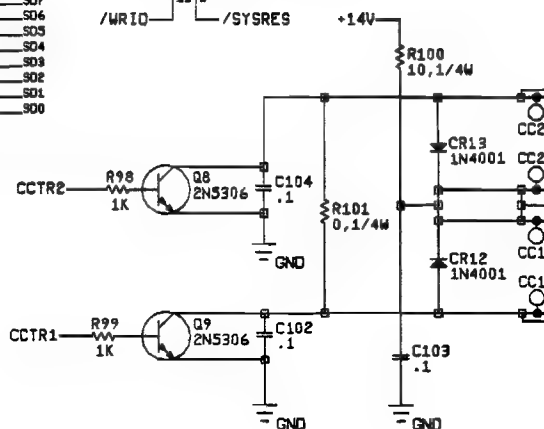 SD7
SD6
SD5
SD4
SD3
SD2
SD1
SD0
/WRIO
/SYSRES
+14V
R100
10,1/4W
CC2
CR13
1N4001
CC2
R98
Q8
2N5306
C104
.1
CCTR2
1K
R101
0,1/4W
GND
CR12
1N4001
CC1
CC1
R99
Q9
2N5306
C102
.1
CCTR1
1K
C103
.1
GND
GND